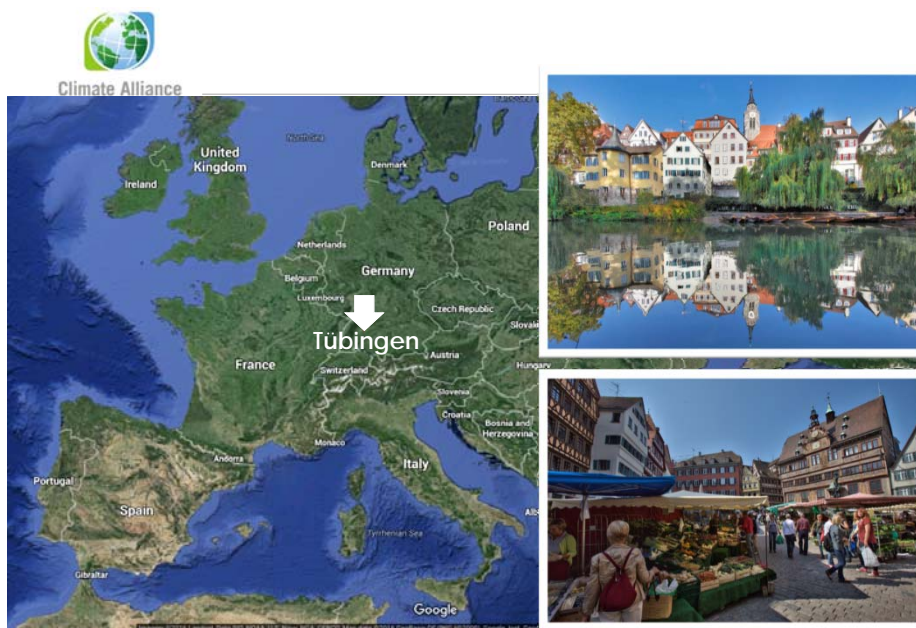 Climate Alliance
North Sea
United
Kingdom
Denmark
Ireland
Poland
Netherlands
Germany
Belgium
Luxembourg
Czech Republic
Tübingen
Austria
France
Switzerland
Hungary
Slovenia
Croatia
Bosnia and
Herzegovina
Monaco
Andorra
Italy
Portugal
Spain
Tyrrhenian Sea
Gibraltar
Google